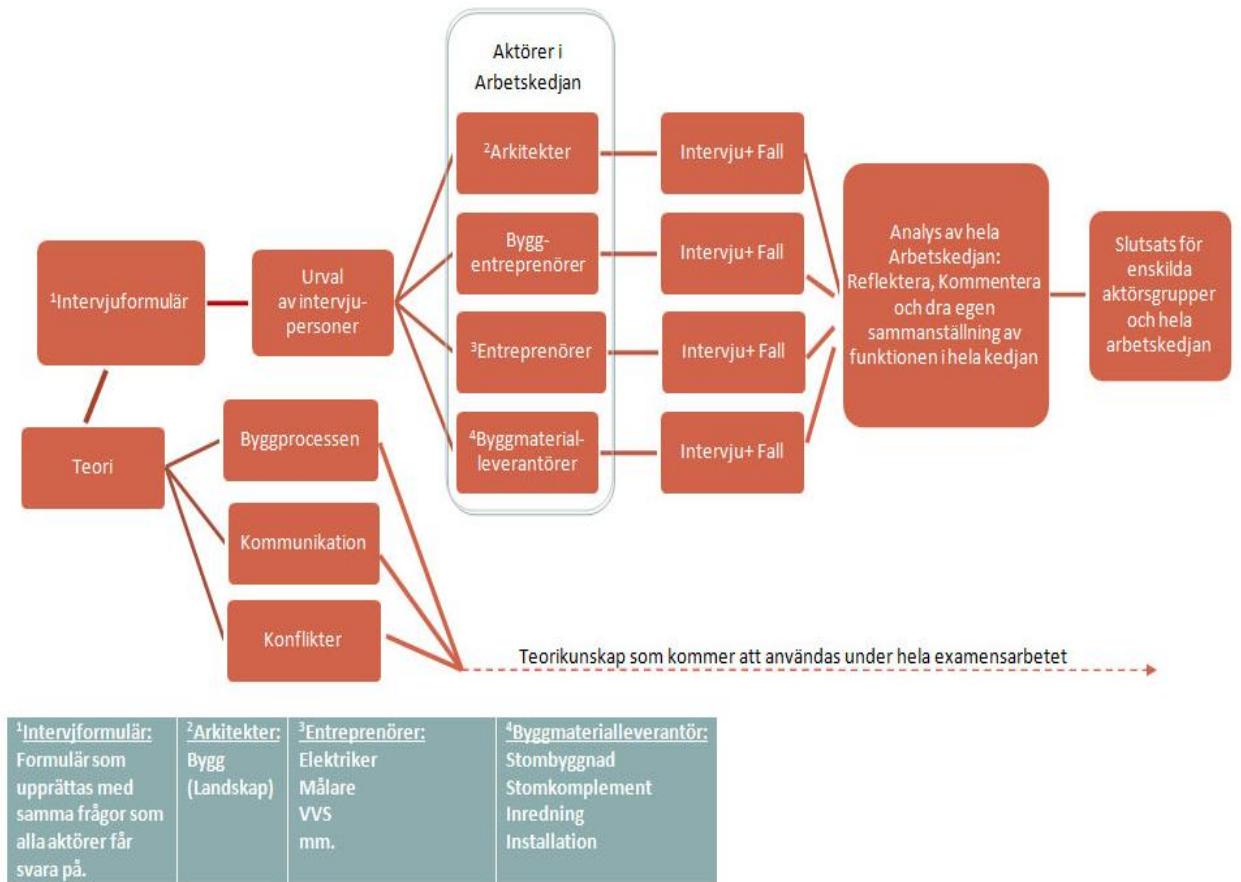 Aktörer i
Arbetskedjan
²Arkitekter
Intervju+ Fall
Bygg-
entreprenörer
Intervju+ Fall
³Entreprenörer
Intervju+ Fall
⁴Byggmaterial-
leverantörer
Intervju+ Fall
¹Intervjuformulär
Urval
av intervju-
personer
Analys av hela
Arbetskedjan:
Reflektera, Kommentera
och dra egen
sammanställning av
funktionen i hela kedjan
Slutsats för
enskilda
aktörsgrupper
och hela
arbetskedjan
Teori
Byggprocessen
Kommunikation
Konflikter
Teorikunskap som kommer att användas under hela examensarbetet
¹Intervjformulär:
Formulär som
upprättas med
samma frågor som
alla aktörer får
svara på.
²Arkitekter:
Bygg
(Landskap)
³Entreprenörer:
Elektriker
Målare
VVS
mm.
⁴Byggmaterialleverantör:
Stombyggnad
Stomkomplement
Inredning
Installation